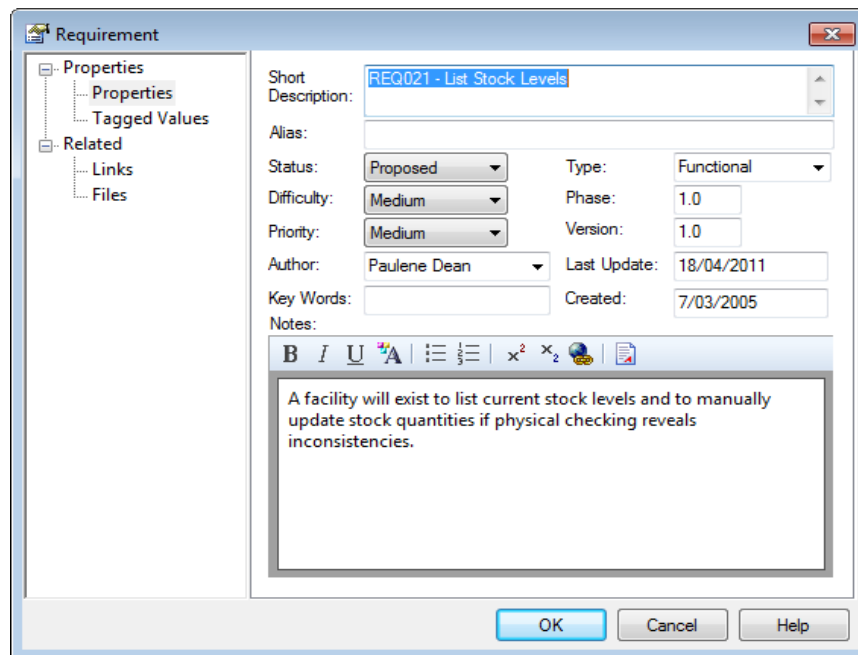 Requirement
Properties
Properties
Tagged Values
Related
Links
Files
Short
Description:
REQ021 - List Stock Levels
Alias:
Status: Proposed Type: Functional
Difficulty: Medium Phase: 1.0
Priority: Medium Version: 1.0
Author: Paulene Dean Last Update: 18/04/2011
Key Words: Created: 7/03/2005
Notes:
B I U A x² x₂
A facility will exist to list current stock levels and to manually
update stock quantities if physical checking reveals
inconsistencies.
OK Cancel Help